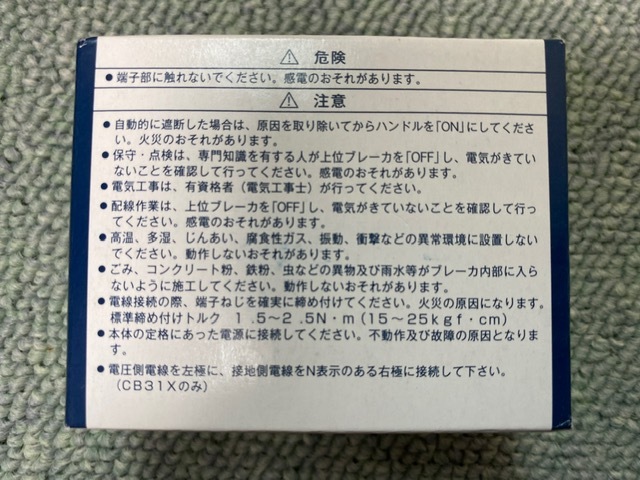 ⚠ 危険
● 端子部に触れないでください。感電のおそれがあります。
⚠ 注意
● 自動的に遮断した場合は、原因を取り除いてからハンドルを「ON」にしてくださ
い。火災のおそれがあります。
● 保守・点検は、専門知識を有する人が上位ブレーカを「OFF」し、電気がきてい
ないことを確認して行ってください。感電のおそれがあります。
● 電気工事は、有資格者（電気工事士）が行ってください。
● 配線作業は、上位ブレーカを「OFF」し、電気がきていないことを確認して行っ
てください。感電のおそれがあります。
● 高温、多湿、じんあい、腐食性ガス、振動、衝撃などの異常環境に設置しない
でください。動作しないおそれがあります。
● ごみ、コンクリート粉、鉄粉、虫などの異物及び雨水等がブレーカ内部に入ら
ないように施工してください。動作しないおそれがあります。
● 電線接続の際、端子ねじを確実に締め付けてください。火災の原因になります。
標準締め付けトルク　1.5～2.5N・m（15～25kgf・cm）
● 本体の定格にあった電源に接続してください。不動作及び故障の原因となりま
す。
● 電圧側電線を左極に、接地側電線をN表示のある右極に接続して下さい。
（CB31Xのみ）